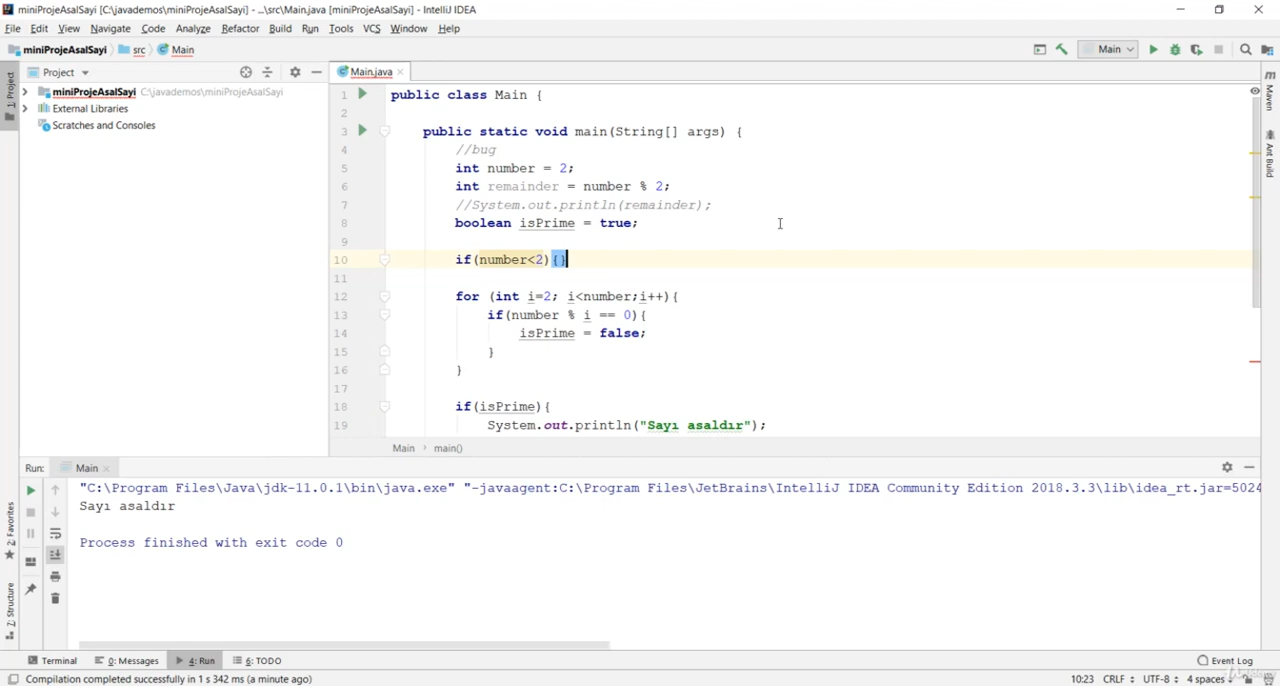 miniProjeAsalSayi [C:\javademos\miniProjeAsalSayi] - ...\src\Main.java [miniProjeAsalSayi] - IntelliJ IDEA
File Edit View Navigate Code Analyze Refactor Build Run Tools VCS Window Help
miniProjeAsalSayi src Main
Main
Project
Main.java
1: Project
miniProjeAsalSayi C:\javademos\miniProjeAsalSayi
External Libraries
Scratches and Consoles
1 public class Main {
2
3 public static void main(String[] args) {
4 //bug
5 int number = 2;
6 int remainder = number % 2;
7 //System.out.println(remainder);
8 boolean isPrime = true;
9
10 if(number<2){}
11
12 for (int i=2; i<number;i++){
13 if(number % i == 0){
14 isPrime = false;
15 }
16 }
17
18 if(isPrime){
19 System.out.println("Sayı asaldır");
Main main()
m Maven
Ant Build
Run: Main
"C:\Program Files\Java\jdk-11.0.1\bin\java.exe" "-javaagent:C:\Program Files\JetBrains\IntelliJ IDEA Community Edition 2018.3.3\lib\idea_rt.jar=5024
Sayı asaldır
Process finished with exit code 0
2: Favorites
Z: Structure
Terminal 0: Messages 4: Run 6: TODO
Event Log
Compilation completed successfully in 1 s 342 ms (a minute ago)
10:23 CRLF UTF-8 4 spaces